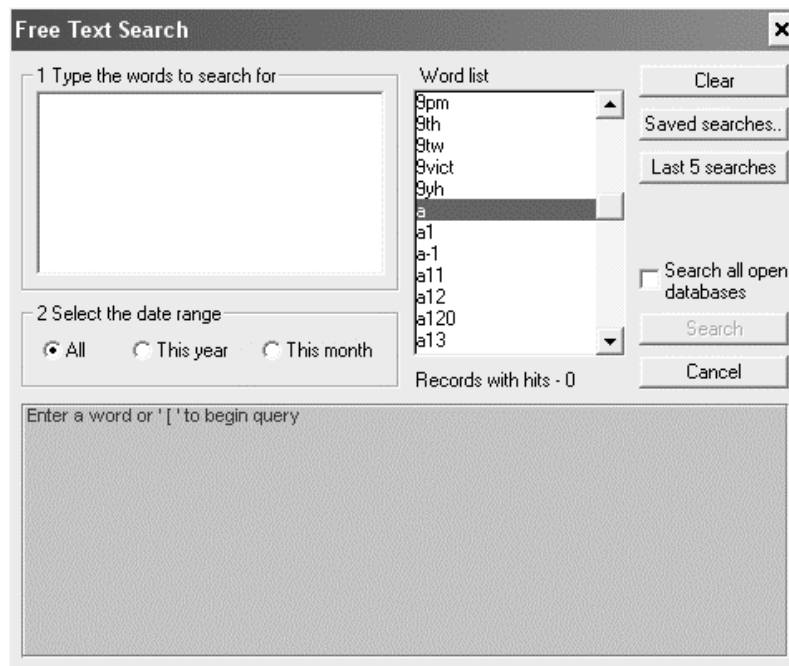 Free Text Search
1 Type the words to search for
Word list
9pm
9th
9tw
9vict
9yh
a
a1
a-1
a11
a12
a120
a13
Records with hits - 0
Clear
Saved searches..
Last 5 searches
Search all open
databases
Search
Cancel
2 Select the date range
All
This year
This month
Enter a word or ' [ ' to begin query